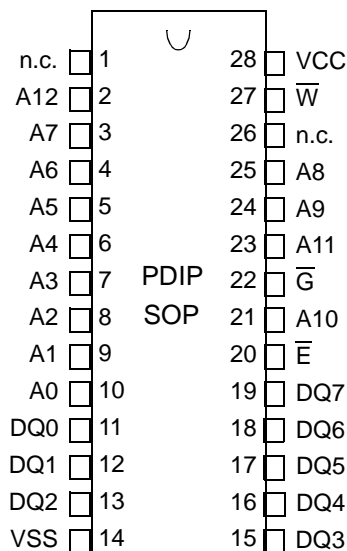 n.c. 1 28 VCC
A12 2 27 W̅
A7 3 26 n.c.
A6 4 25 A8
A5 5 24 A9
A4 6 23 A11
A3 7 PDIP 22 G̅
A2 8 SOP 21 A10
A1 9 20 E̅
A0 10 19 DQ7
DQ0 11 18 DQ6
DQ1 12 17 DQ5
DQ2 13 16 DQ4
VSS 14 15 DQ3